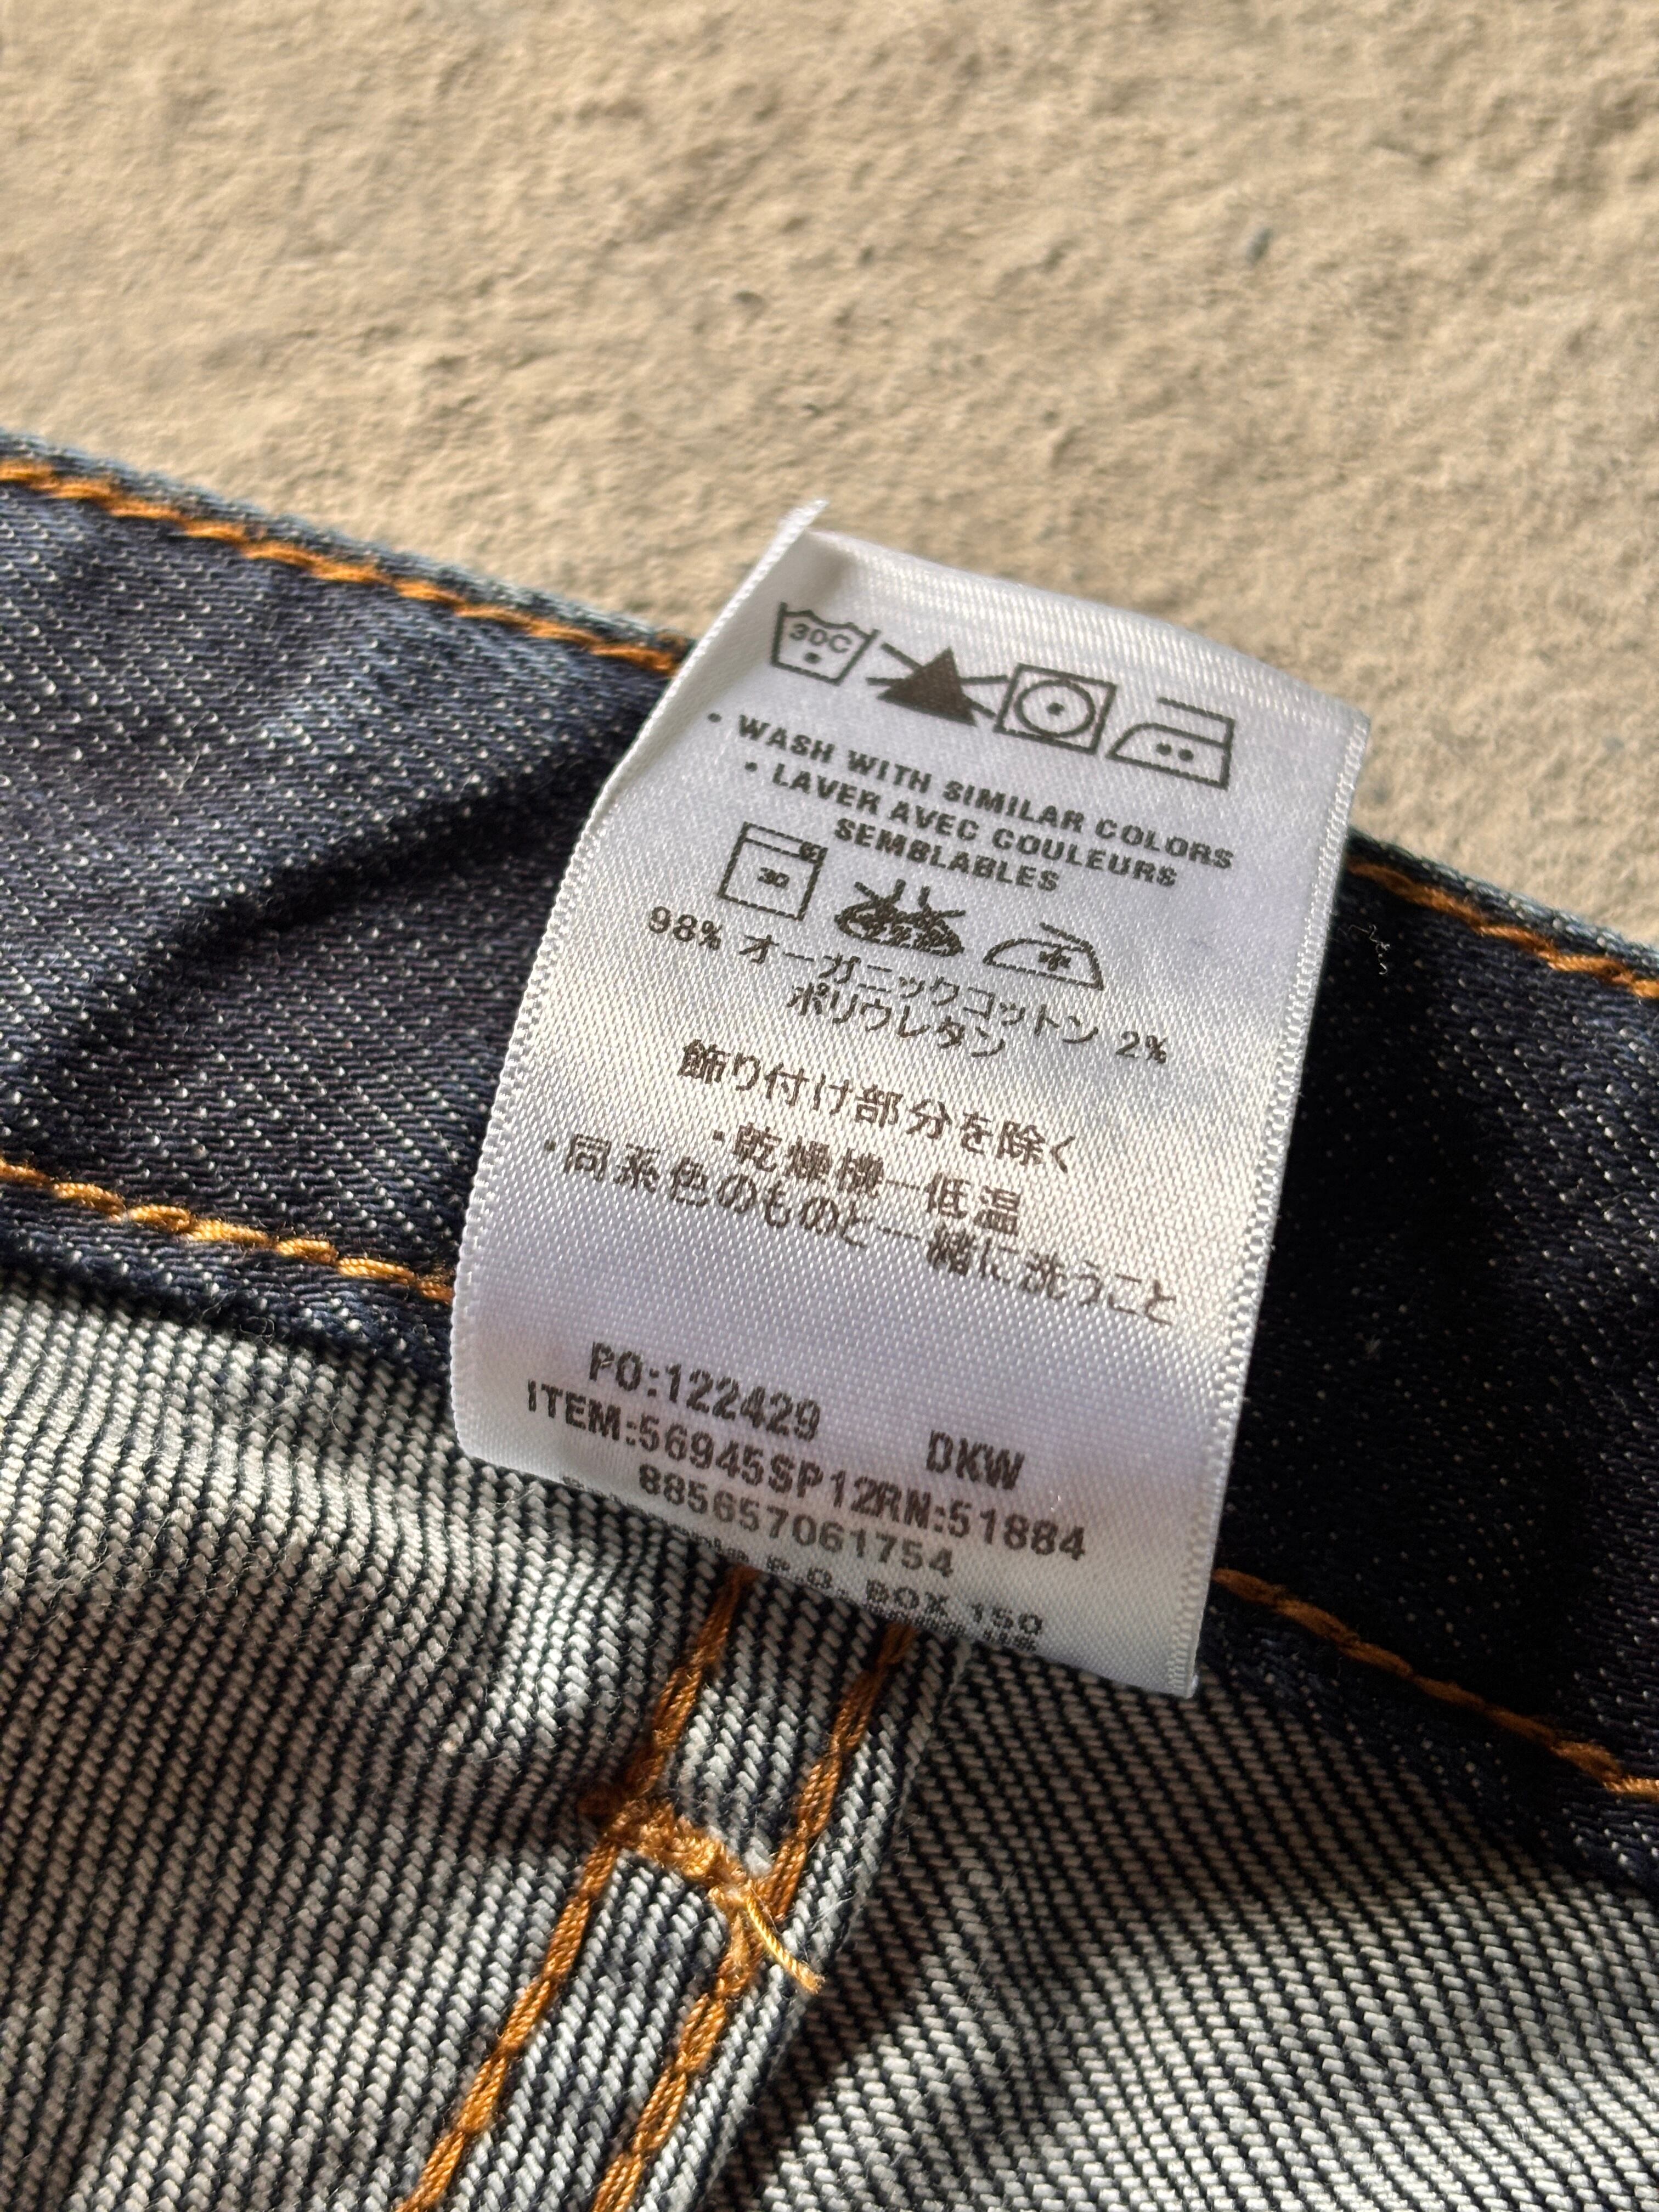 30C
• WASH WITH SIMILAR COLORS
• LAVER AVEC COULEURS
SEMBLABLES
30
98% オーガニックコットン 2%
ポリウレタン
飾り付け部分を除く
・乾燥機ー低温
・同系色のものと一緒に洗うこと
PO:122429 DKW
ITEM:56945SP12RN:51884
885657061754
P.O. BOX 150